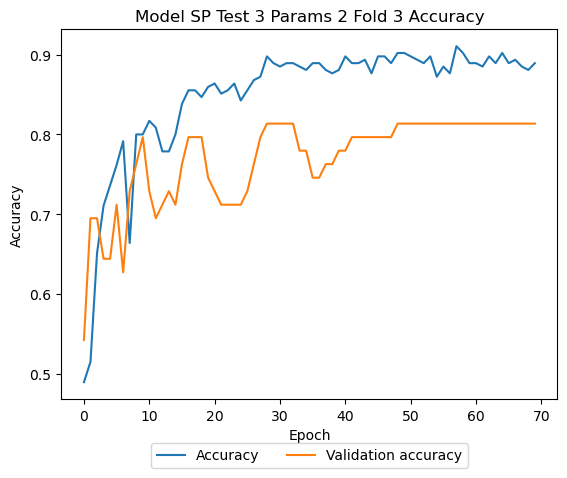 Model SP Test 3 Params 2 Fold 3 Accuracy
Accuracy
0.9
0.8
0.7
0.6
0.5
0 10 20 30 40 50 60 70
Epoch
Accuracy Validation accuracy